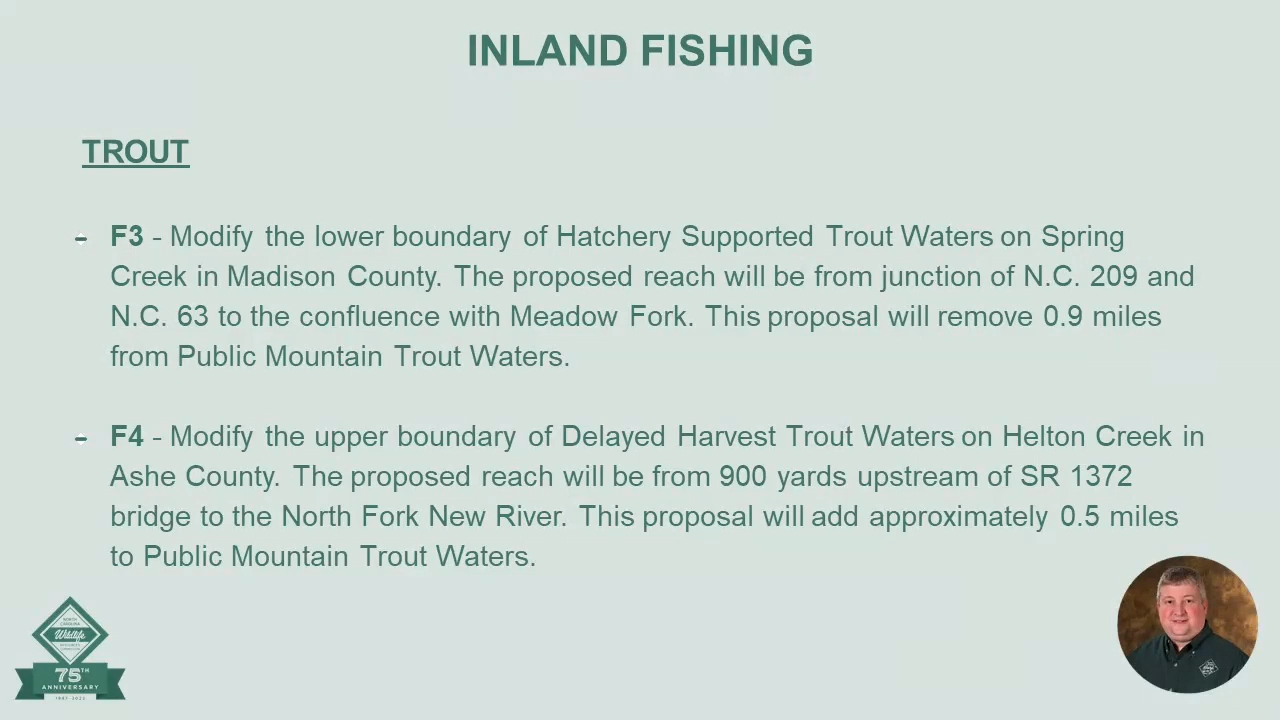 INLAND FISHING
TROUT
- F3 - Modify the lower boundary of Hatchery Supported Trout Waters on Spring
Creek in Madison County. The proposed reach will be from junction of N.C. 209 and
N.C. 63 to the confluence with Meadow Fork. This proposal will remove 0.9 miles
from Public Mountain Trout Waters.
- F4 - Modify the upper boundary of Delayed Harvest Trout Waters on Helton Creek in
Ashe County. The proposed reach will be from 900 yards upstream of SR 1372
bridge to the North Fork New River. This proposal will add approximately 0.5 miles
to Public Mountain Trout Waters.
NORTH
CAROLINA
Wildlife
75TH
ANNIVERSARY